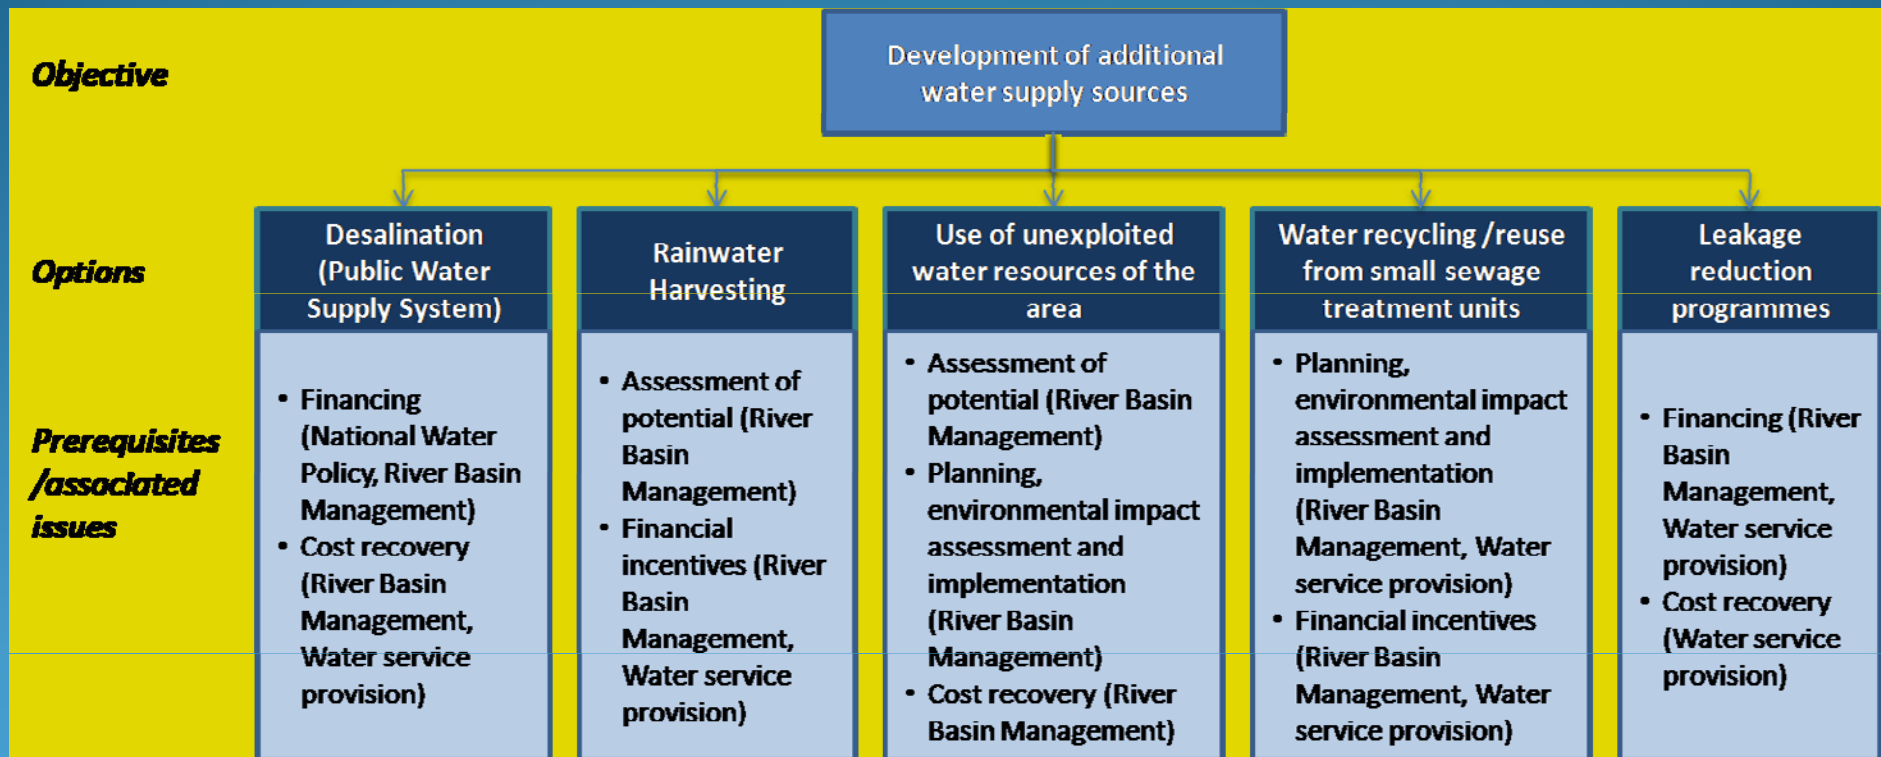 Objective
Development of additional
water supply sources
Options
Desalination
(Public Water
Supply System)
Rainwater
Harvesting
Use of unexploited
water resources of the
area
Water recycling /reuse
from small sewage
treatment units
Leakage
reduction
programmes
Prerequisites
/associated
issues
• Financing
(National Water
Policy, River Basin
Management)
• Cost recovery
(River Basin
Management,
Water service
provision)
• Assessment of
potential (River
Basin
Management)
• Financial
incentives (River
Basin
Management,
Water service
provision)
• Assessment of
potential (River Basin
Management)
• Planning,
environmental impact
assessment and
implementation
(River Basin
Management)
• Cost recovery (River
Basin Management)
• Planning,
environmental impact
assessment and
implementation
(River Basin
Management, Water
service provision)
• Financial incentives
(River Basin
Management, Water
service provision)
• Financing (River
Basin
Management,
Water service
provision)
• Cost recovery
(Water service
provision)